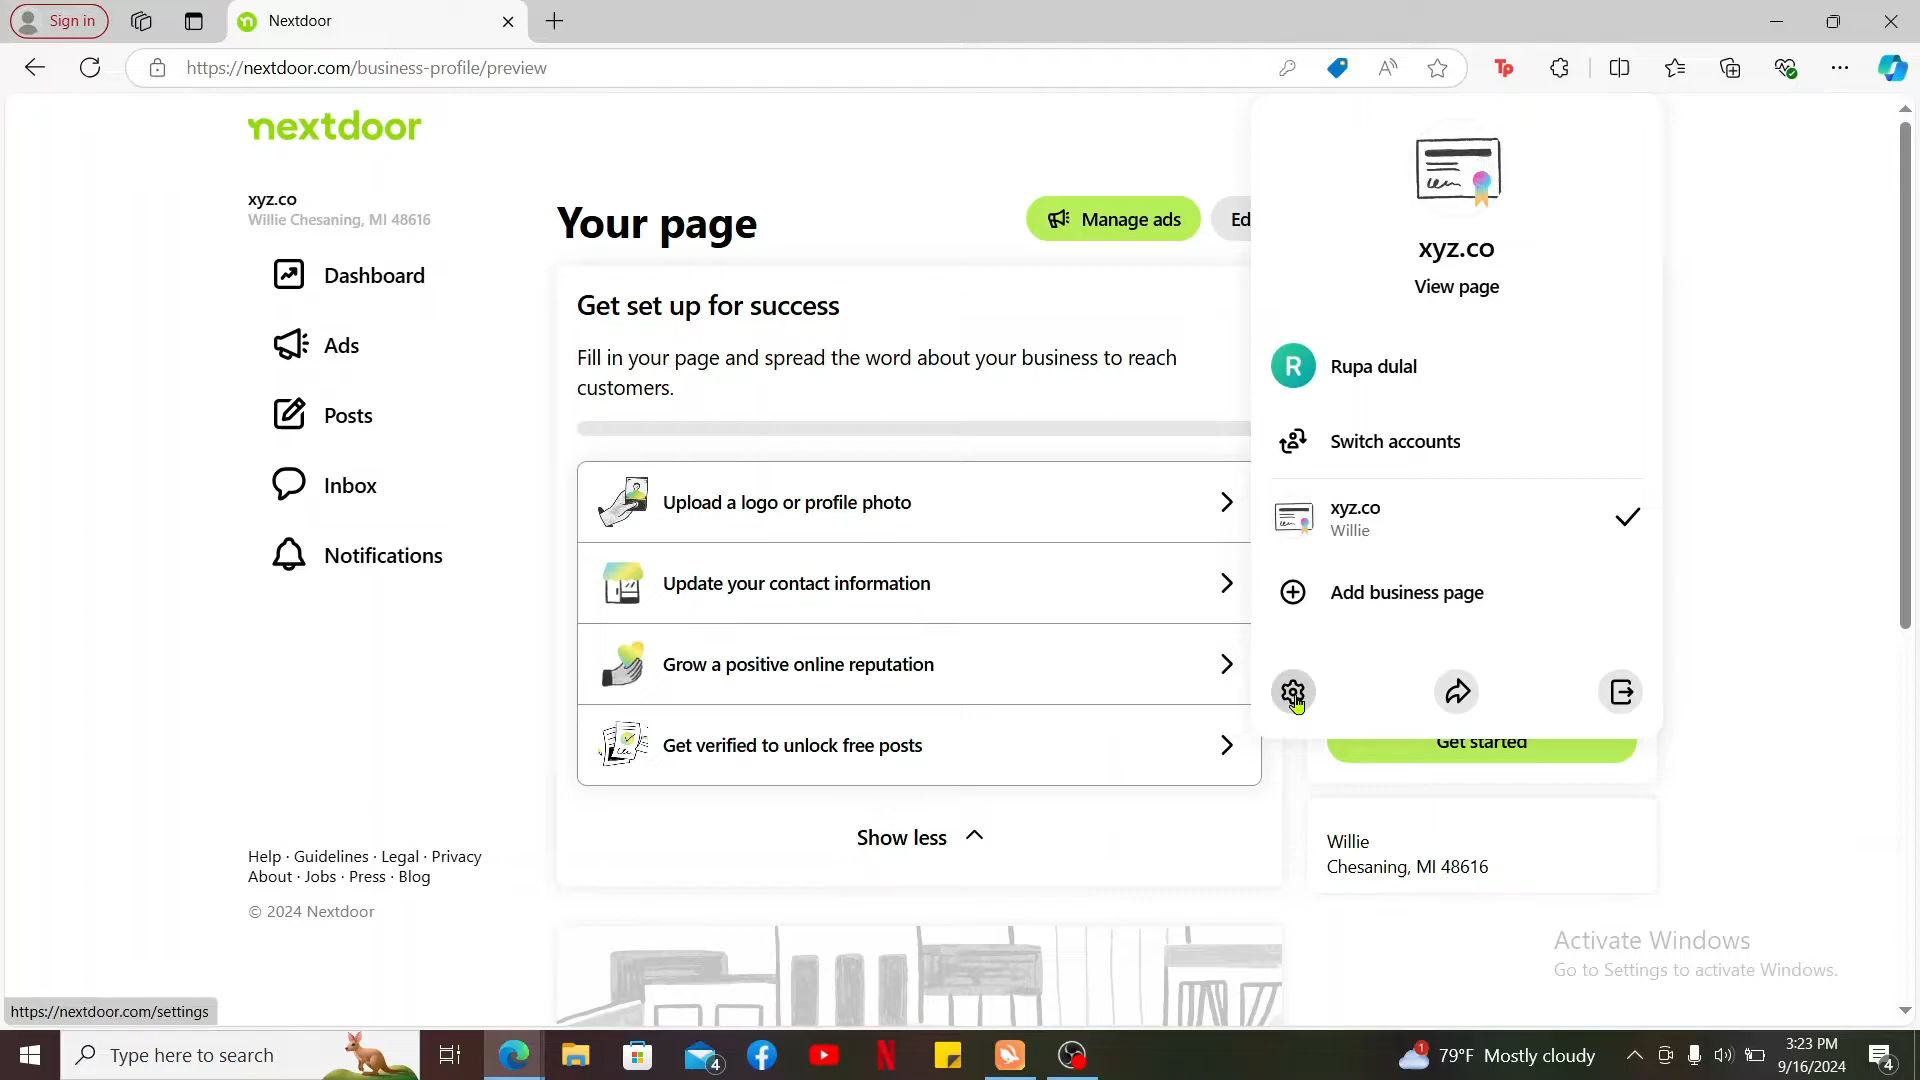 Sign in
Nextdoor
https://nextdoor.com/business-profile/preview
nextdoor
xyz.co
Willie Chesaning, MI 48616
Dashboard
Ads
Posts
Inbox
Notifications
Help · Guidelines · Legal · Privacy
About · Jobs · Press · Blog
© 2024 Nextdoor
Your page
Manage ads
Ed
Get set up for success
Fill in your page and spread the word about your business to reach
customers.
Upload a logo or profile photo
Update your contact information
Grow a positive online reputation
Get verified to unlock free posts
Show less
xyz.co
View page
R
Rupa dulal
Switch accounts
xyz.co
Willie
Add business page
Get started
Willie
Chesaning, MI 48616
Activate Windows
Go to Settings to activate Windows.
https://nextdoor.com/settings
Type here to search
4
1
79°F Mostly cloudy
3:23 PM
9/16/2024
4